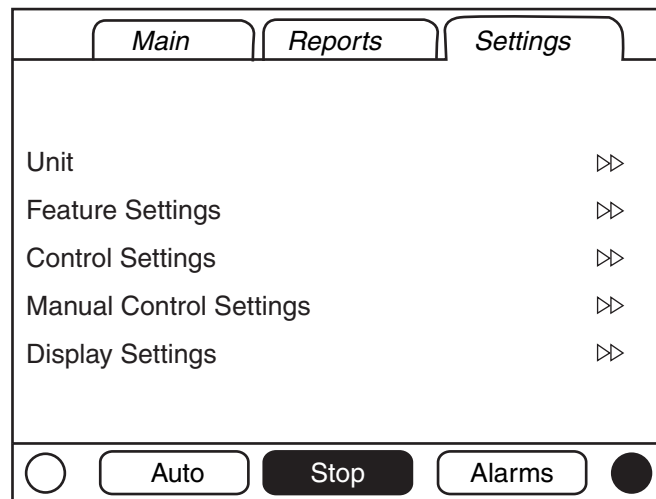 Main Reports Settings
Unit
Feature Settings
Control Settings
Manual Control Settings
Display Settings
Auto Stop Alarms